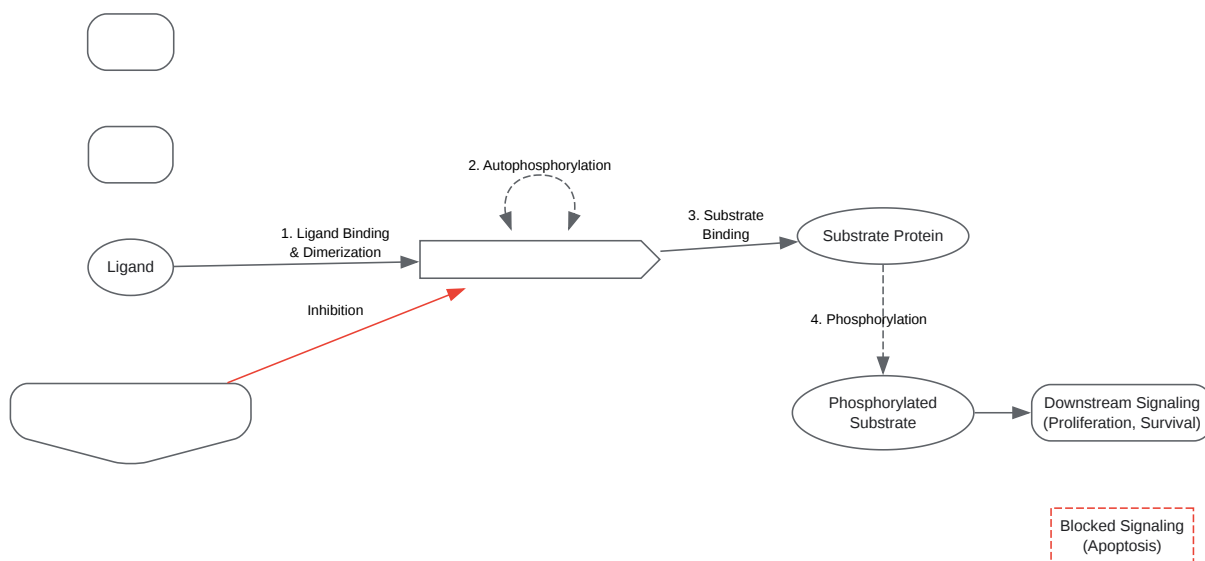 2. Autophosphorylation
1. Ligand Binding
& Dimerization
3. Substrate
Binding
Substrate Protein
Ligand
Inhibition
4. Phosphorylation
Phosphorylated
Substrate
Downstream Signaling
(Proliferation, Survival)
Blocked Signaling
(Apoptosis)